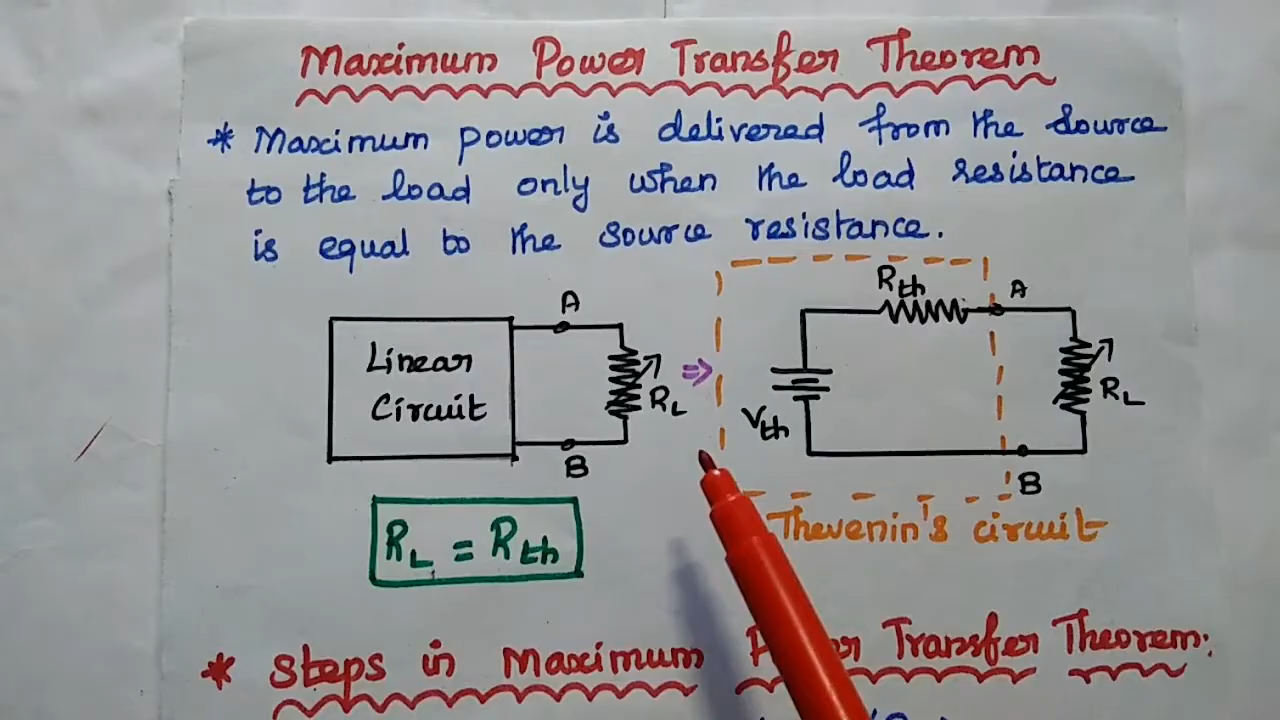 Maximum Power Transfer Theorem
* Maximum power is delivered from the source
to the load only when the load resistance
is equal to the source resistance.
Linear
Circuit
A
B
RL
⇒
Rth
A
Vth
RL
B
Thevenin's circuit
RL = Rth
* Steps in Maximum Transfer Theorem: